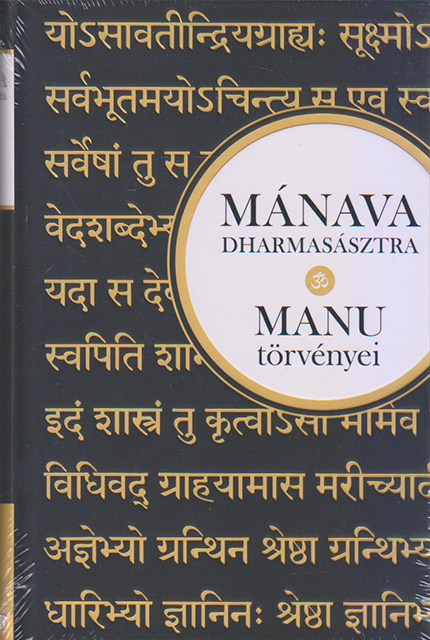 योऽसावतीन्द्रियग्राह्यः सूक्ष्मोऽ
सर्वभूतमयोऽचिन्त्य स एव स्व
सर्वेषां तु स
वेदशब्देभ्य
यदा स
स्वपिति
इदं शास्त्रं तु कृत्वाऽसौ मामेव
विधिवद् ग्राहयामास
अज्ञेभ्यो ग्रन्थिन श्रेष्ठा ग्रन्थिभ्य
धारिभ्यो ज्ञानिनः श्रेष्ठा
MÁNAVA
DHARMASÁSZTRA
ॐ
MANU
törvényei